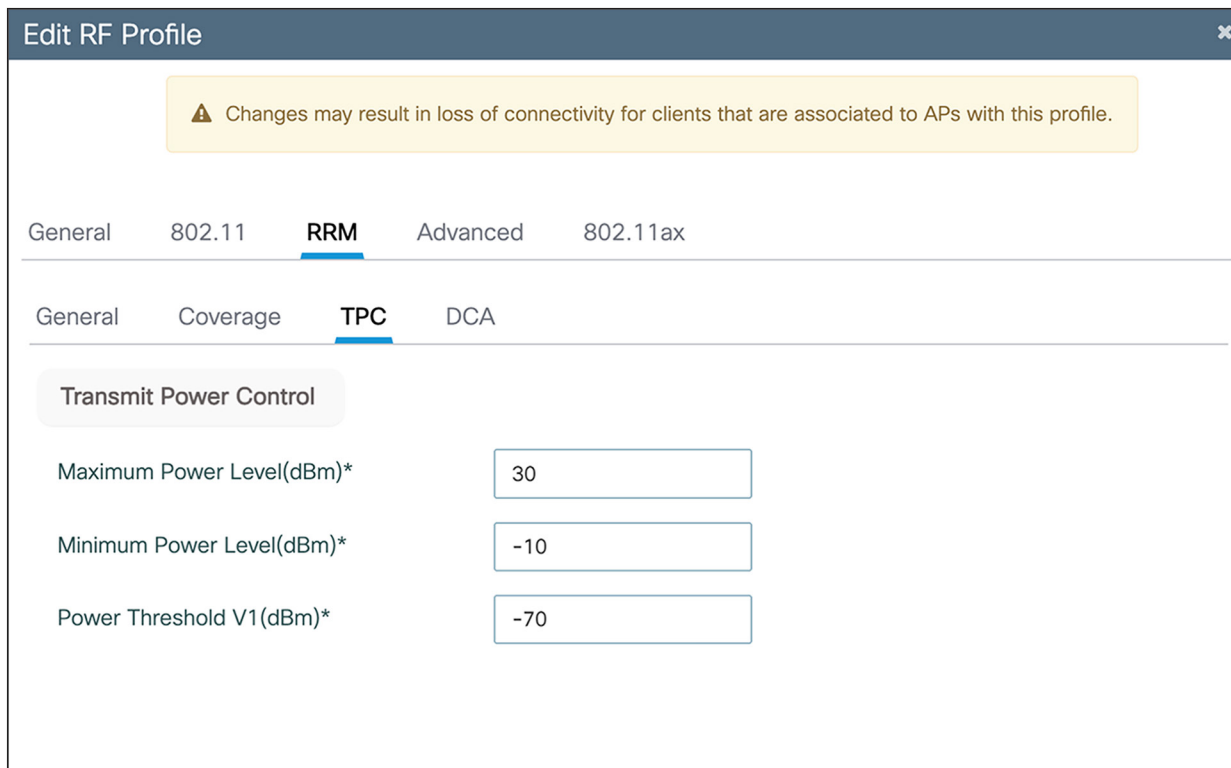 Edit RF Profile
Changes may result in loss of connectivity for clients that are associated to APs with this profile.
General 802.11 RRM Advanced 802.11ax
General Coverage TPC DCA
Transmit Power Control
Maximum Power Level(dBm)* 30
Minimum Power Level(dBm)* -10
Power Threshold V1(dBm)* -70